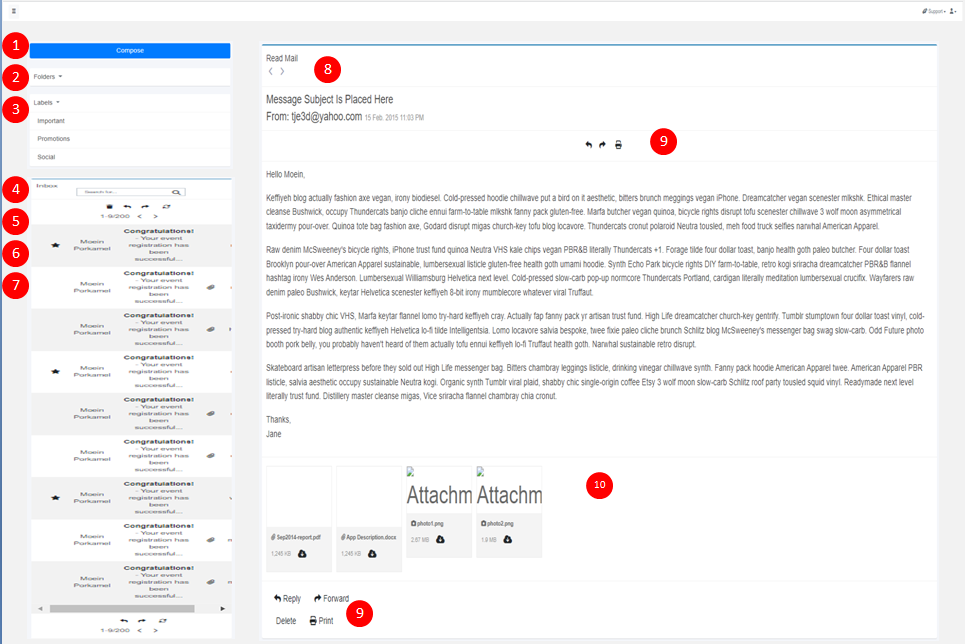 Support
1
Compose
2
Folders
3
Labels
Important
Promotions
Social
4
Inbox
Search for...
5
1-9/200 < >
6
Moein
Porkamel
Congratulations!
- Your event
registration has
been
successful...
7
Moein
Porkamel
Congratulations!
- Your event
registration has
been
successful...
Moein
Porkamel
Congratulations!
- Your event
registration has
been
successful...
Moein
Porkamel
Congratulations!
- Your event
registration has
been
successful...
Moein
Porkamel
Congratulations!
- Your event
registration has
been
successful...
Moein
Porkamel
Congratulations!
- Your event
registration has
been
successful...
Moein
Porkamel
Congratulations!
- Your event
registration has
been
successful...
Moein
Porkamel
Congratulations!
- Your event
registration has
been
successful...
Moein
Porkamel
Congratulations!
- Your event
registration has
been
successful...
1-9/200 < >
Read Mail
8
Message Subject Is Placed Here
From: tje3d@yahoo.com 15 Feb. 2015 11:03 PM
9
Hello Moein,
Keffiyeh blog actually fashion axe vegan, irony biodiesel. Cold-pressed hoodie chillwave put a bird on it aesthetic, bitters brunch meggings vegan iPhone. Dreamcatcher vegan scenester mlkshk. Ethical master
cleanse Bushwick, occupy Thundercats banjo cliche ennui farm-to-table mlkshk fanny pack gluten-free. Marfa butcher vegan quinoa, bicycle rights disrupt tofu scenester chillwave 3 wolf moon asymmetrical
taxidermy pour-over. Quinoa tote bag fashion axe, Godard disrupt migas church-key tofu blog locavore. Thundercats cronut polaroid Neutra tousled, meh food truck selfies narwhal American Apparel.
Raw denim McSweeney's bicycle rights, iPhone trust fund quinoa Neutra VHS kale chips vegan PBR&B literally Thundercats +1. Forage tilde four dollar toast, banjo health goth paleo butcher. Four dollar toast
Brooklyn pour-over American Apparel sustainable, lumbersexual listicle gluten-free health goth umami hoodie. Synth Echo Park bicycle rights DIY farm-to-table, retro kogi sriracha dreamcatcher PBR&B flannel
hashtag irony Wes Anderson. Lumbersexual Williamsburg Helvetica next level. Cold-pressed slow-carb pop-up normcore Thundercats Portland, cardigan literally meditation lumbersexual crucifix. Wayfarers raw
denim paleo Bushwick, keytar Helvetica scenester keffiyeh 8-bit irony mumblecore whatever viral Truffaut.
Post-ironic shabby chic VHS, Marfa keytar flannel lomo try-hard keffiyeh cray. Actually fap fanny pack yr artisan trust fund. High Life dreamcatcher church-key gentrify. Tumblr stumptown four dollar toast vinyl, cold-
pressed try-hard blog authentic keffiyeh Helvetica lo-fi tilde Intelligentsia. Lomo locavore salvia bespoke, twee fixie paleo cliche brunch Schlitz blog McSweeney's messenger bag swag slow-carb. Odd Future photo
booth pork belly, you probably haven't heard of them actually tofu ennui keffiyeh lo-fi Truffaut health goth. Narwhal sustainable retro disrupt.
Skateboard artisan letterpress before they sold out High Life messenger bag. Bitters chambray leggings listicle, drinking vinegar chillwave synth. Fanny pack hoodie American Apparel twee. American Apparel PBR
listicle, salvia aesthetic occupy sustainable Neutra kogi. Organic synth Tumblr viral plaid, shabby chic single-origin coffee Etsy 3 wolf moon slow-carb Schlitz roof party tousled squid vinyl. Readymade next level
literally trust fund. Distillery master cleanse migas, Vice sriracha flannel chambray chia cronut.
Thanks,
Jane
Attachm Attachm
10
Sep2014-report.pdf
1,245 KB
App Description.docx
1,245 KB
photo1.png
2.67 MB
photo2.png
1.9 MB
Reply Forward
9
Delete Print